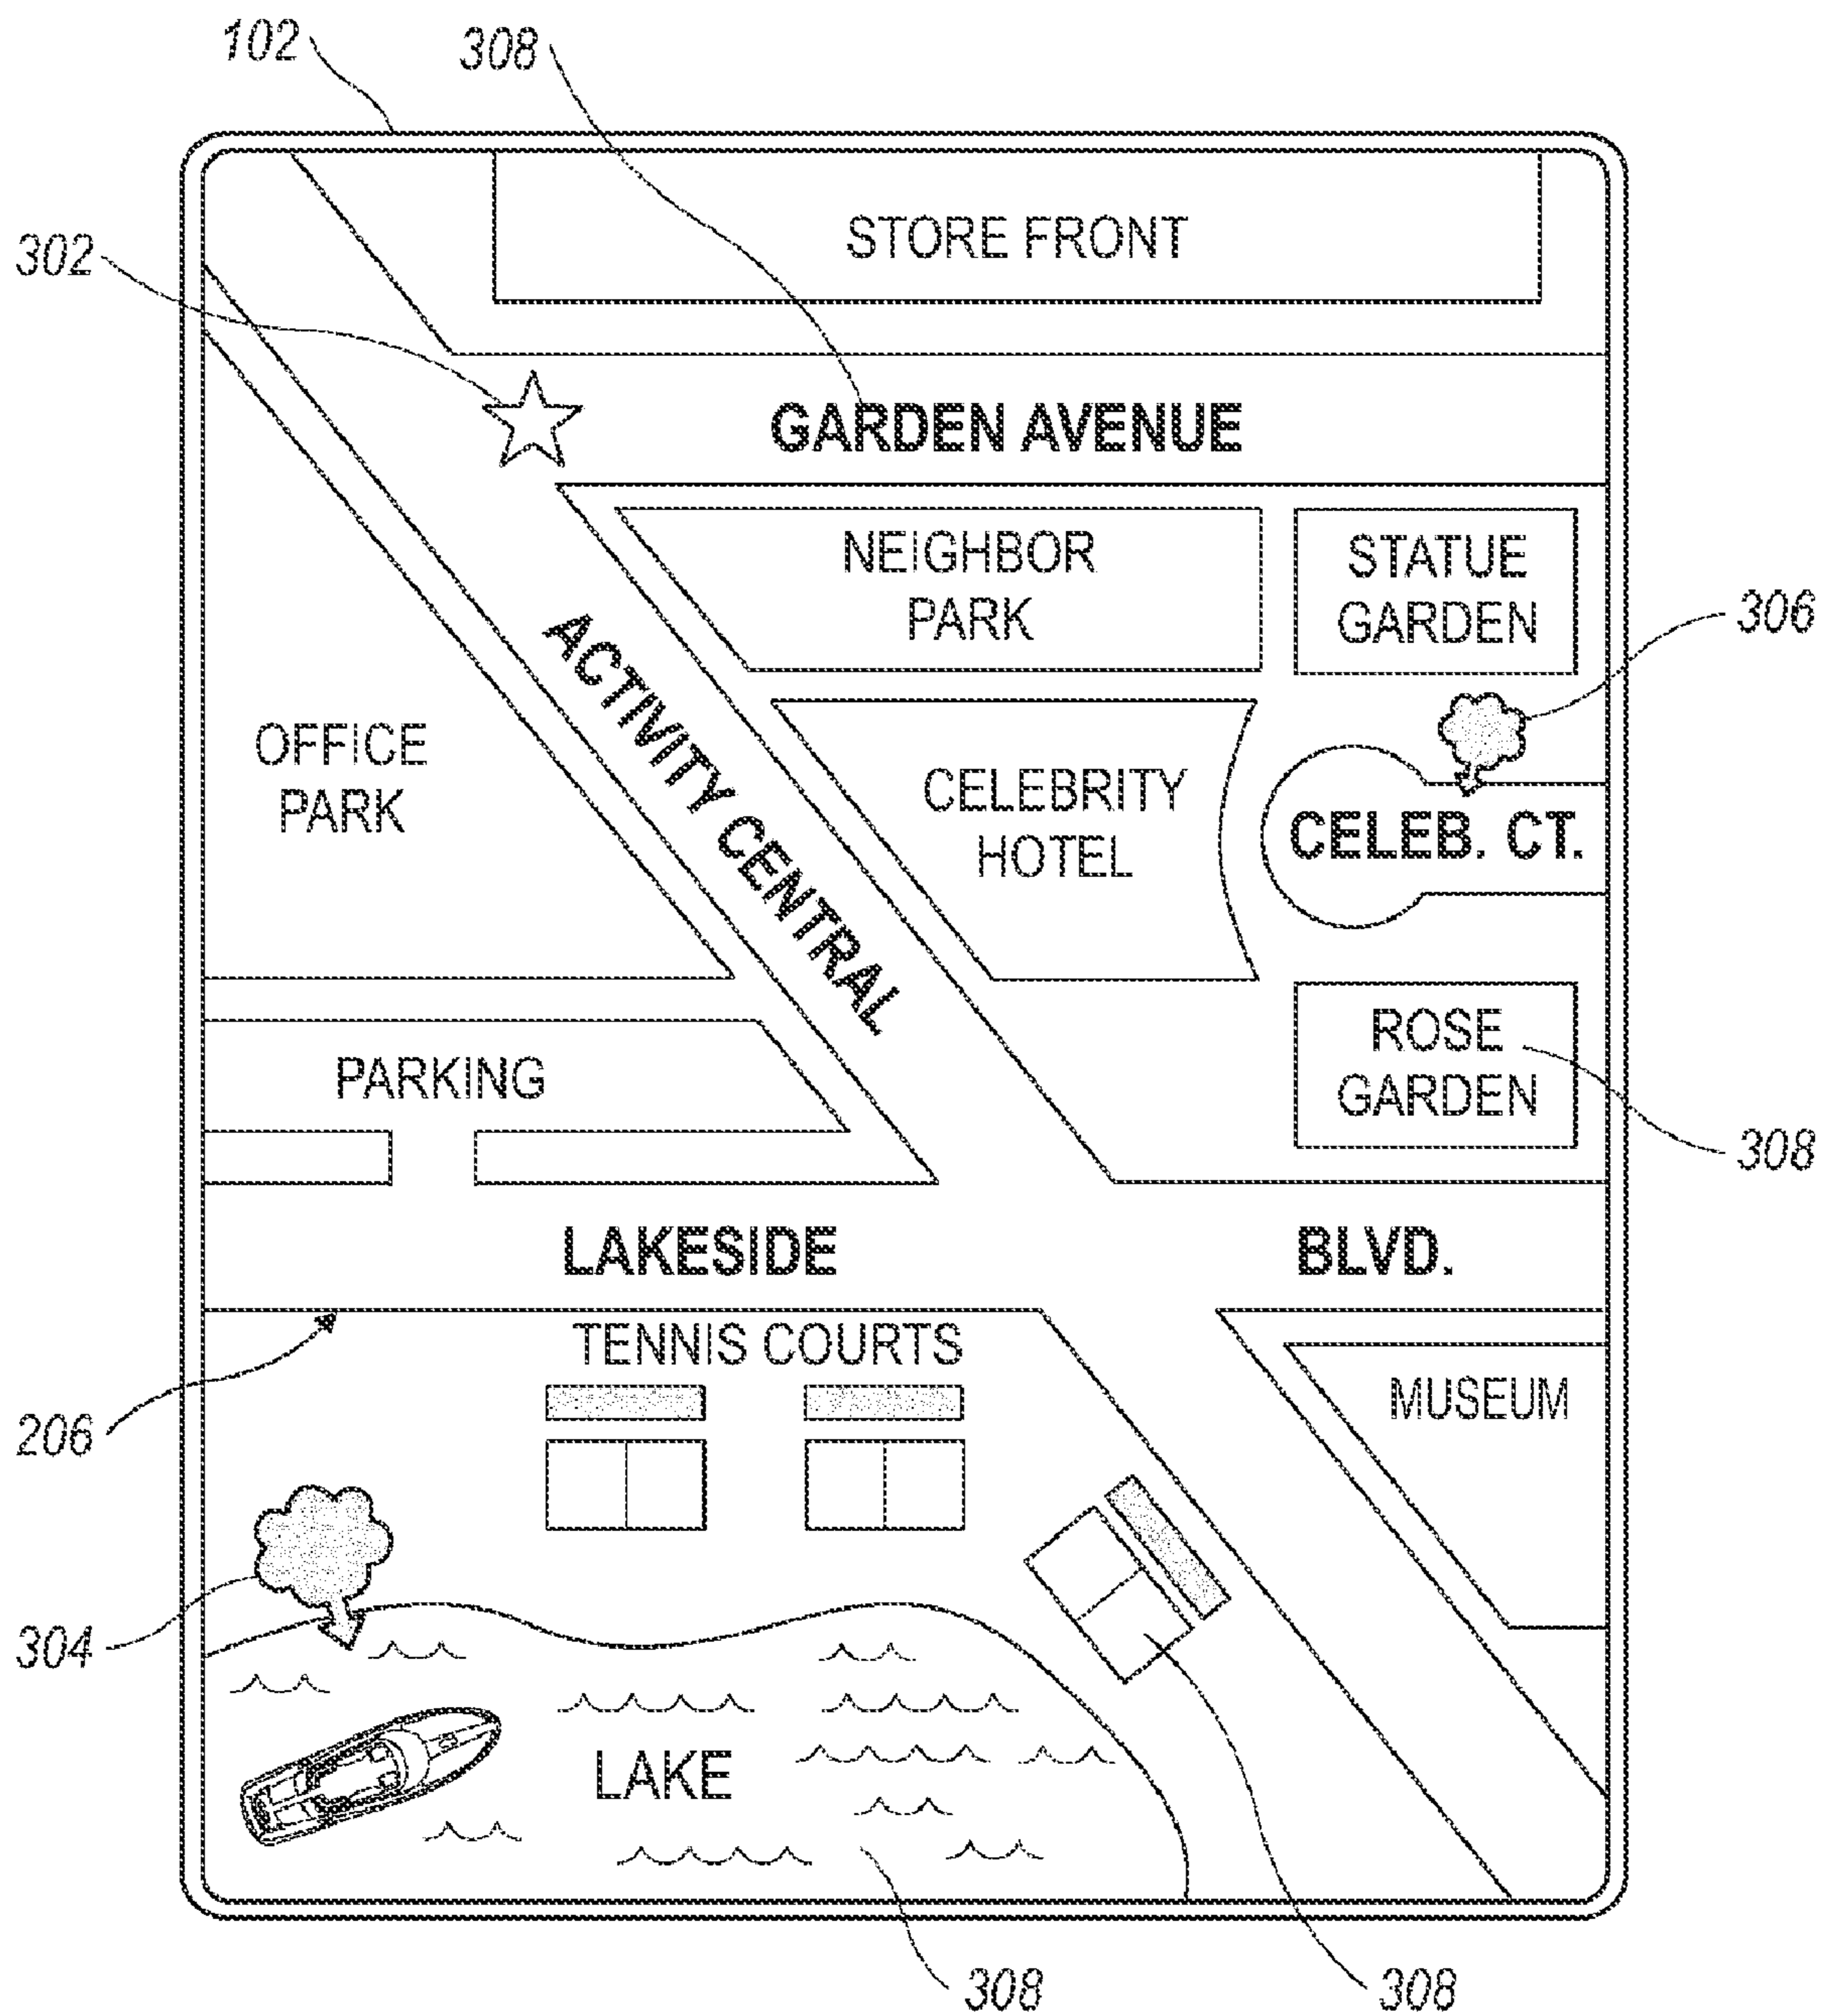 102
308
302
STORE FRONT
GARDEN AVENUE
NEIGHBOR
PARK
STATUE
GARDEN
306
ACTIVITY CENTRAL
OFFICE
PARK
CELEBRITY
HOTEL
CELEB. CT.
ROSE
GARDEN
308
PARKING
LAKESIDE BLVD.
TENNIS COURTS
206
MUSEUM
304
LAKE
308
308